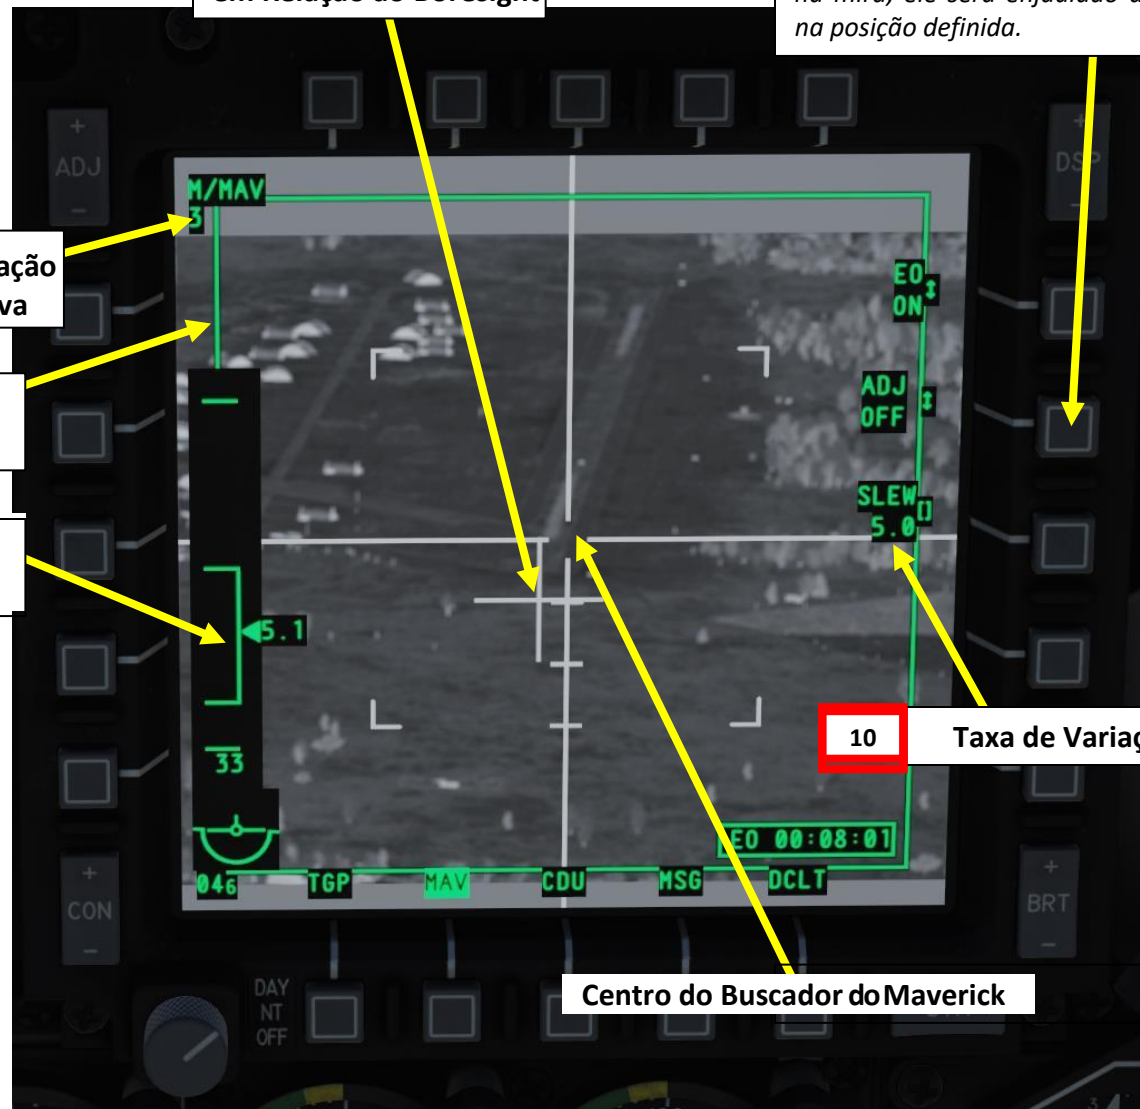 em Relação ao Boresight
na mira, ele será
na posição definida.
+
ADJ
-
+
DSP
-
M/MAV
3
ação
va
EO
ON
ADJ
OFF
SLEW
5.0
5.1
10
Taxa de Variaç
33
EO 00:08:01
046
TGP
MAV
CDU
MSG
DCLT
+
CON
-
+
BRT
-
DAY
NT
OFF
Centro do Buscador do Maverick